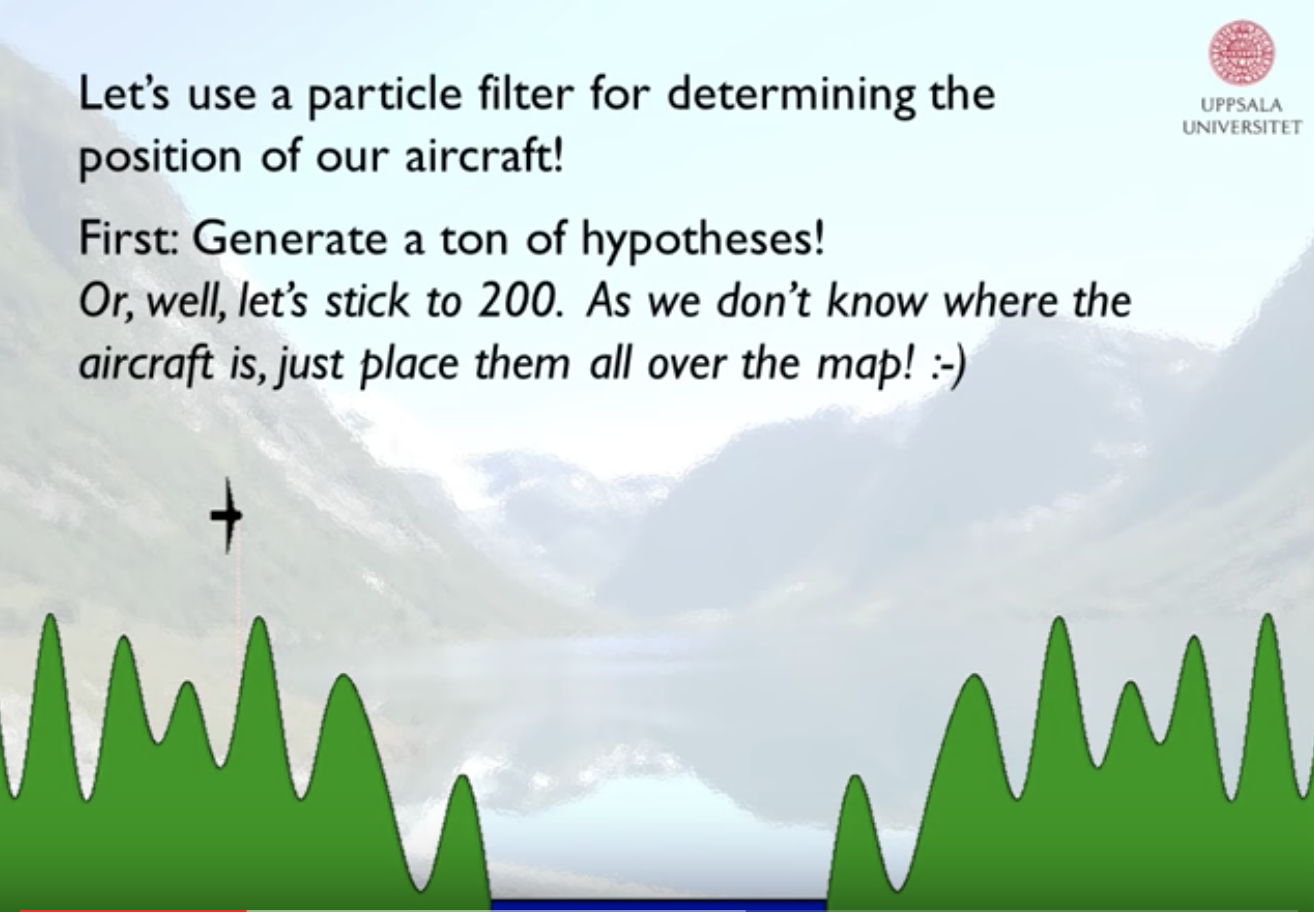 Let's use a particle filter for determining the
position of our aircraft!
First: Generate a ton of hypotheses!
Or, well, let's stick to 200. As we don't know where the
aircraft is, just place them all over the map! :-)
UPPSALA
UNIVERSITET